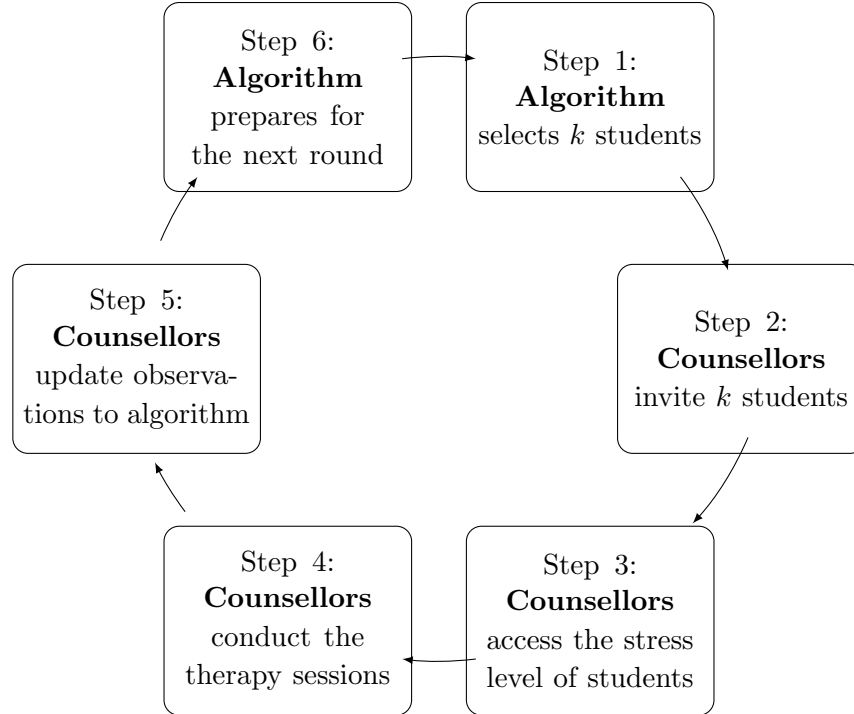 Step 1:
Algorithm
selects k students
Step 2:
Counsellors
invite k students
Step 3:
Counsellors
access the stress
level of students
Step 4:
Counsellors
conduct the
therapy sessions
Step 5:
Counsellors
update observa-
tions to algorithm
Step 6:
Algorithm
prepares for
the next round